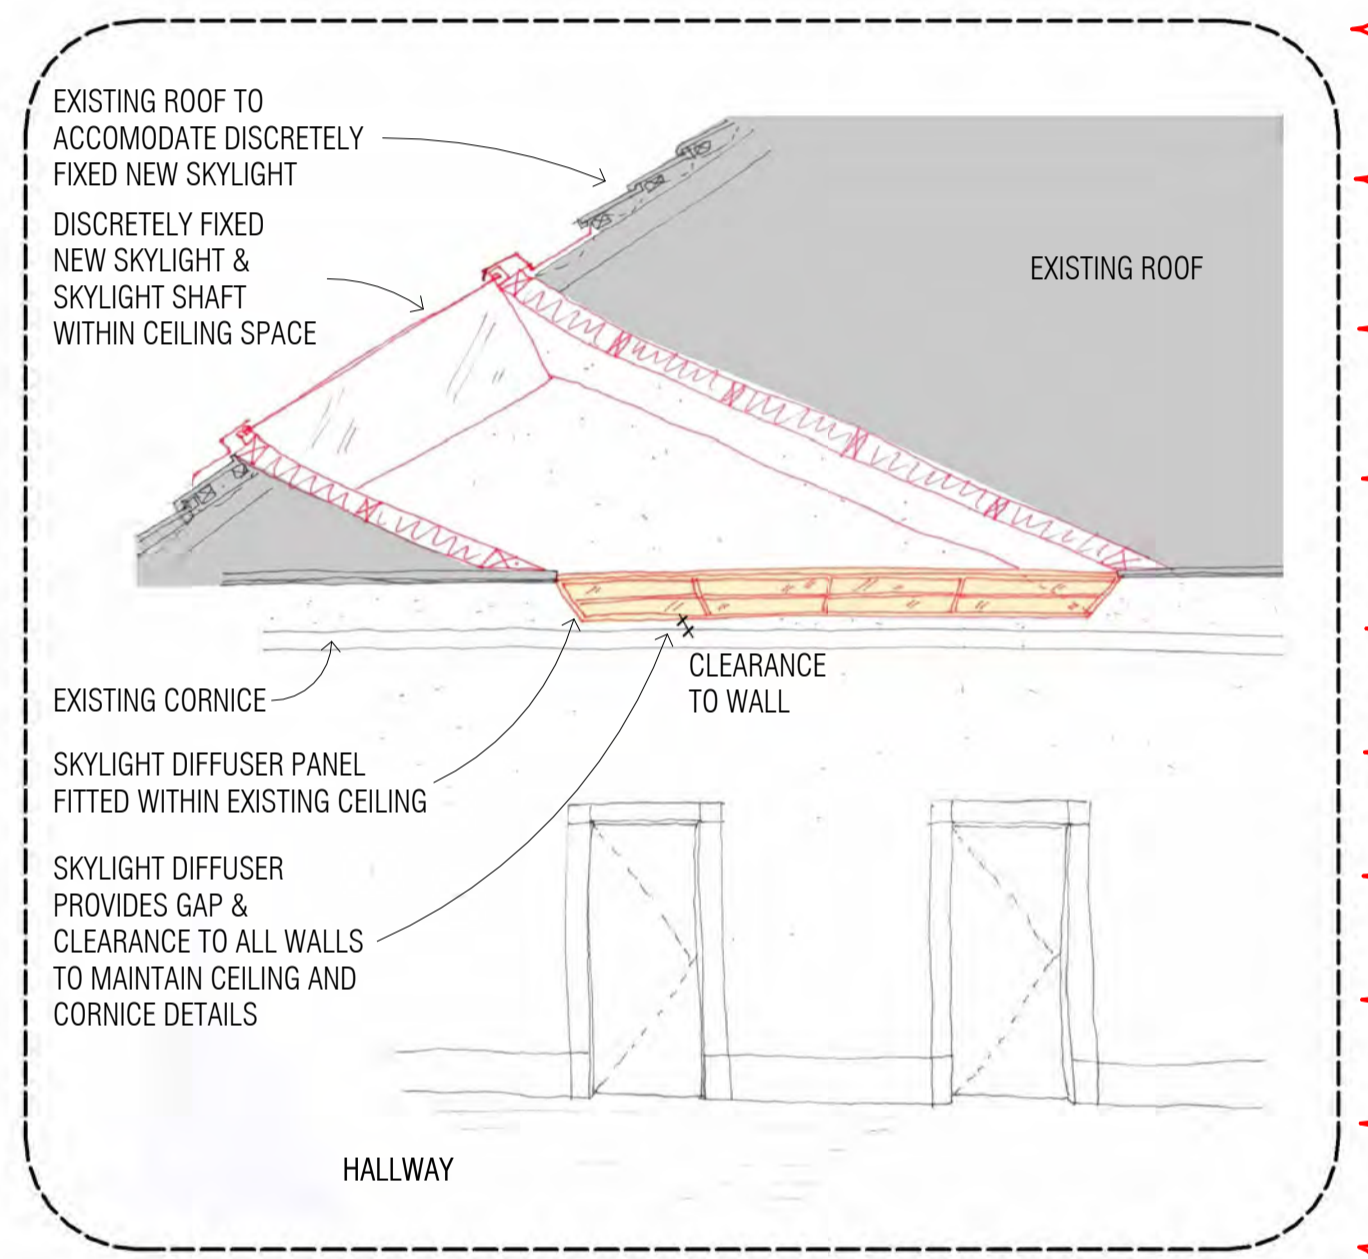 EXISTING ROOF TO
ACCOMODATE DISCRETELY
FIXED NEW SKYLIGHT
DISCRETELY FIXED
NEW SKYLIGHT &
SKYLIGHT SHAFT
WITHIN CEILING SPACE
EXISTING ROOF
CLEARANCE
TO WALL
EXISTING CORNICE
SKYLIGHT DIFFUSER PANEL
FITTED WITHIN EXISTING CEILING
SKYLIGHT DIFFUSER
PROVIDES GAP &
CLEARANCE TO ALL WALLS
TO MAINTAIN CEILING AND
CORNICE DETAILS
HALLWAY